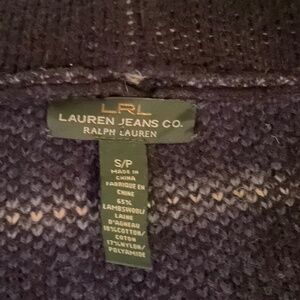 LRL
LAUREN JEANS CO.
RALPH LAUREN
S/P
MADE IN
CHINA
FABRIQUE EN
CHINE
65%
LAMBSWOOL/
LAINE
D'AGNEAU
18%COTTON/
COTON
17%NYLON/
POLYAMIDE